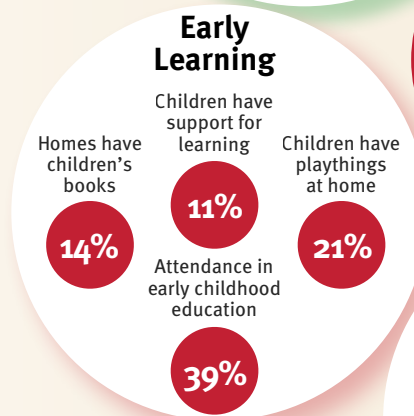 Early
Learning
Children have
support for
learning
11%
Homes have
children's
books
14%
Children have
playthings
at home
21%
Attendance in
early childhood
education
39%